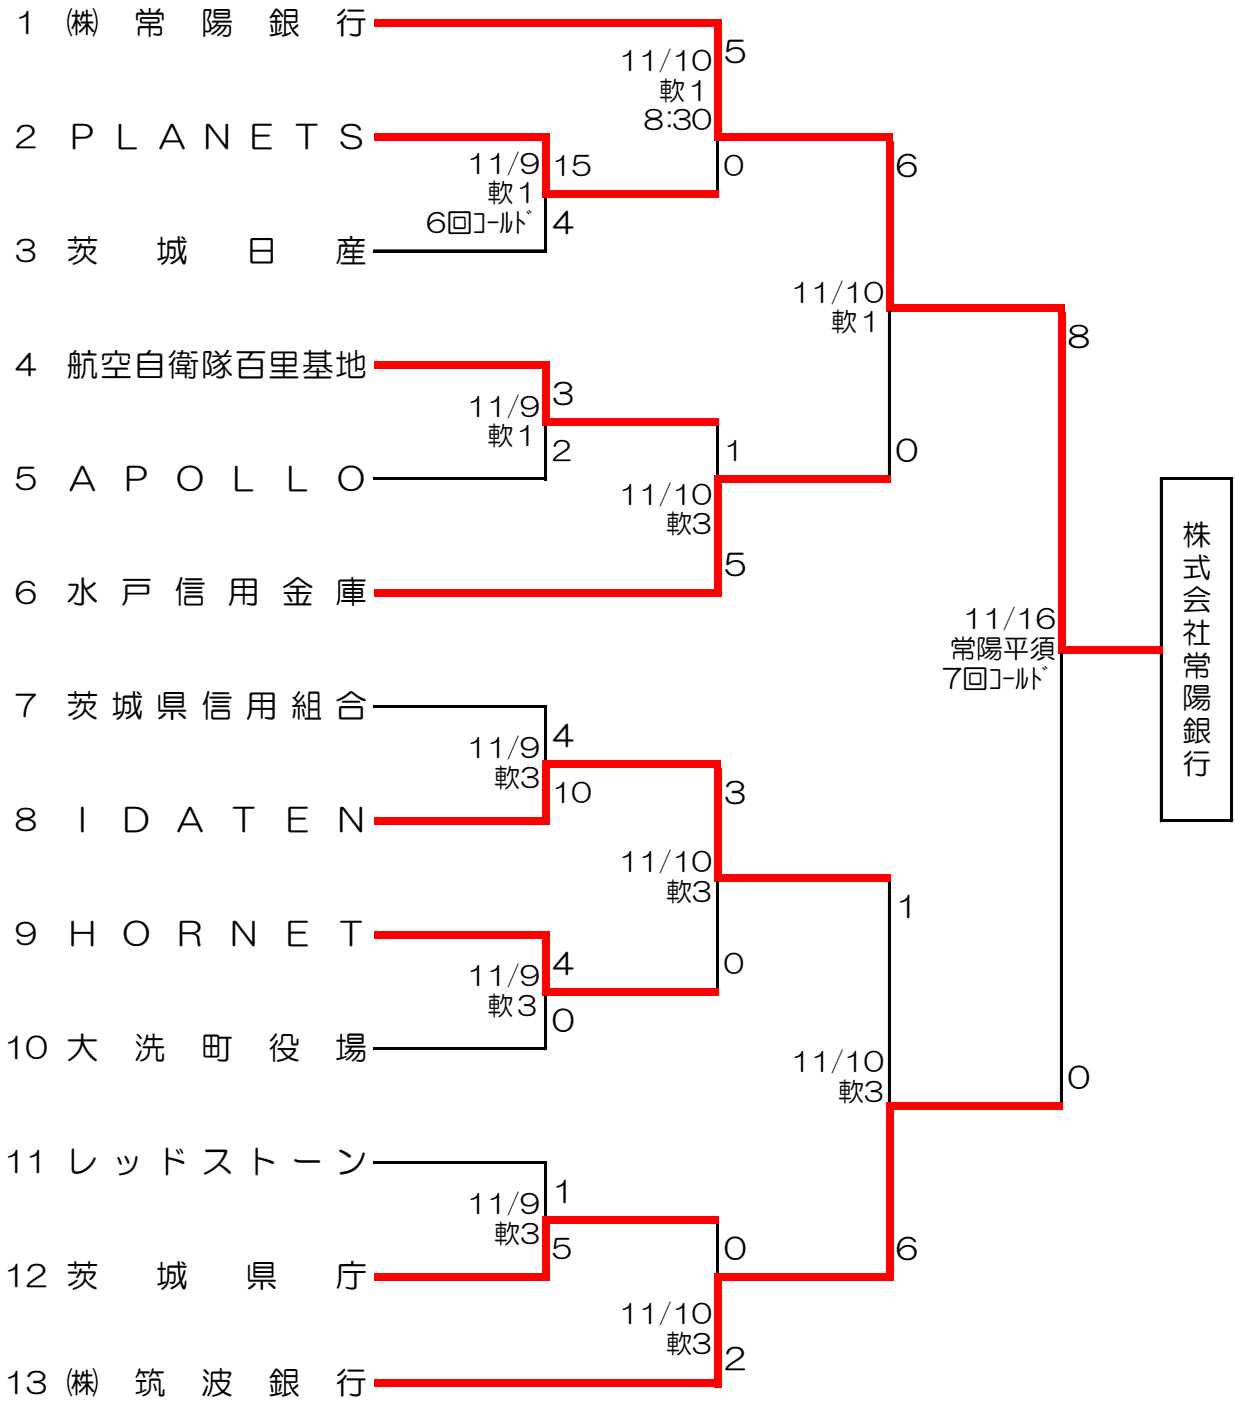 1 ㈱常陽銀行
2 PLANETS
3 茨城日産
4 航空自衛隊百里基地
5 APOLLO
6 水戸信用金庫
7 茨城県信用組合
8 IDATEN
9 HORNET
10 大洗町役場
11 レッドストーン
12 茨城県庁
13 ㈱筑波銀行
11/9
軟1
6回ｺｰﾙﾄﾞ
15
4
11/9
軟1
3
2
11/9
軟3
4
10
11/9
軟3
4
0
11/9
軟3
1
5
11/10
軟1
8:30
5
0
11/10
軟3
1
5
11/10
軟3
3
0
11/10
軟3
0
2
11/10
軟1
6
0
11/10
軟3
1
6
11/16
常陽平須
7回ｺｰﾙﾄﾞ
8
0
株式会社常陽銀行